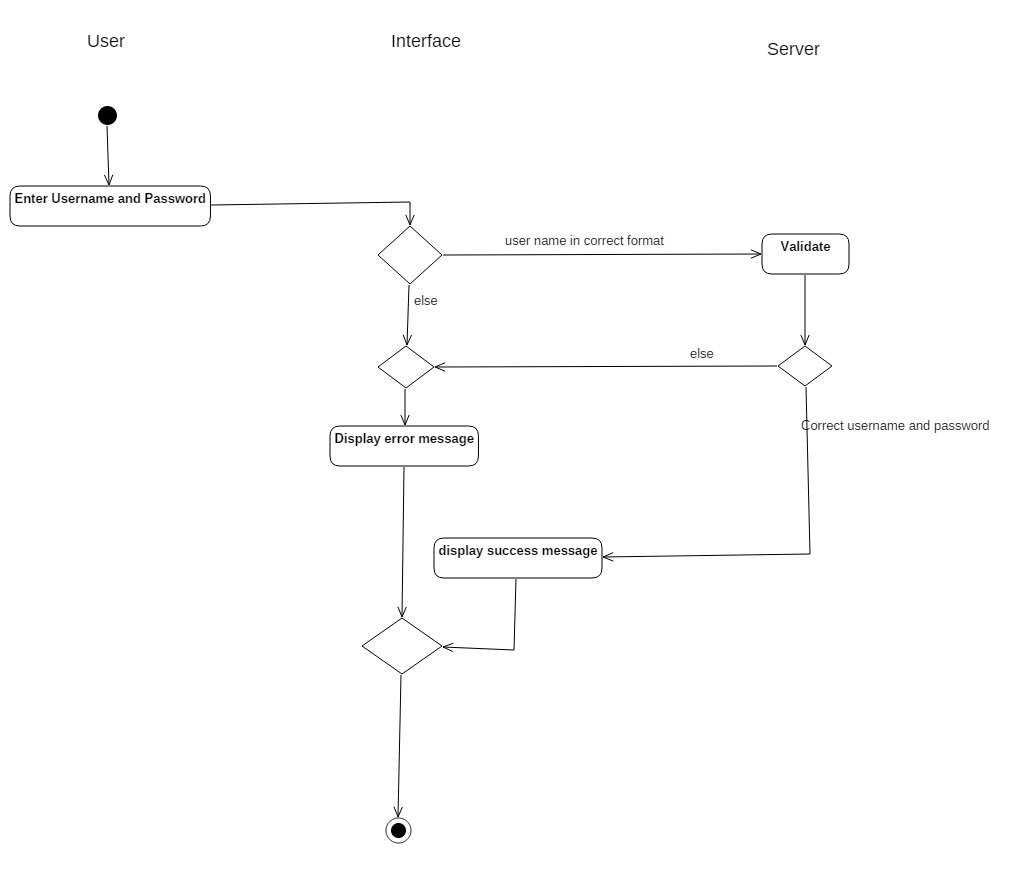 User
Interface
Server
Enter Username and Password
user name in correct format
Validate
else
else
Correct username and password
Display error message
display success message